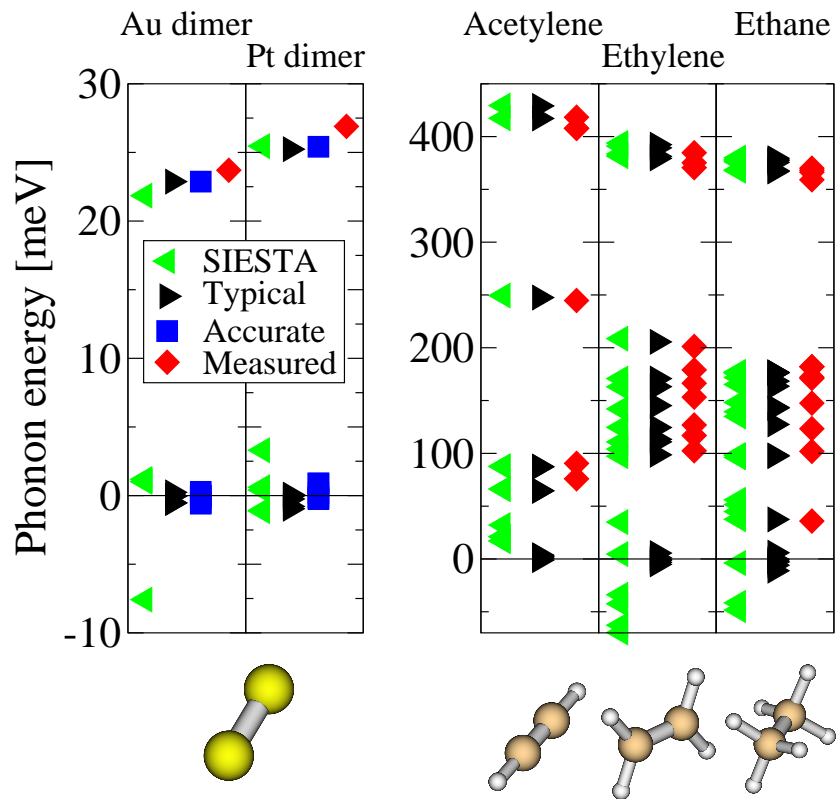 Au dimer
Pt dimer
Acetylene
Ethylene
Ethane
Phonon energy [meV]
30
20
10
0
-10
SIESTA
Typical
Accurate
Measured
400
300
200
100
0